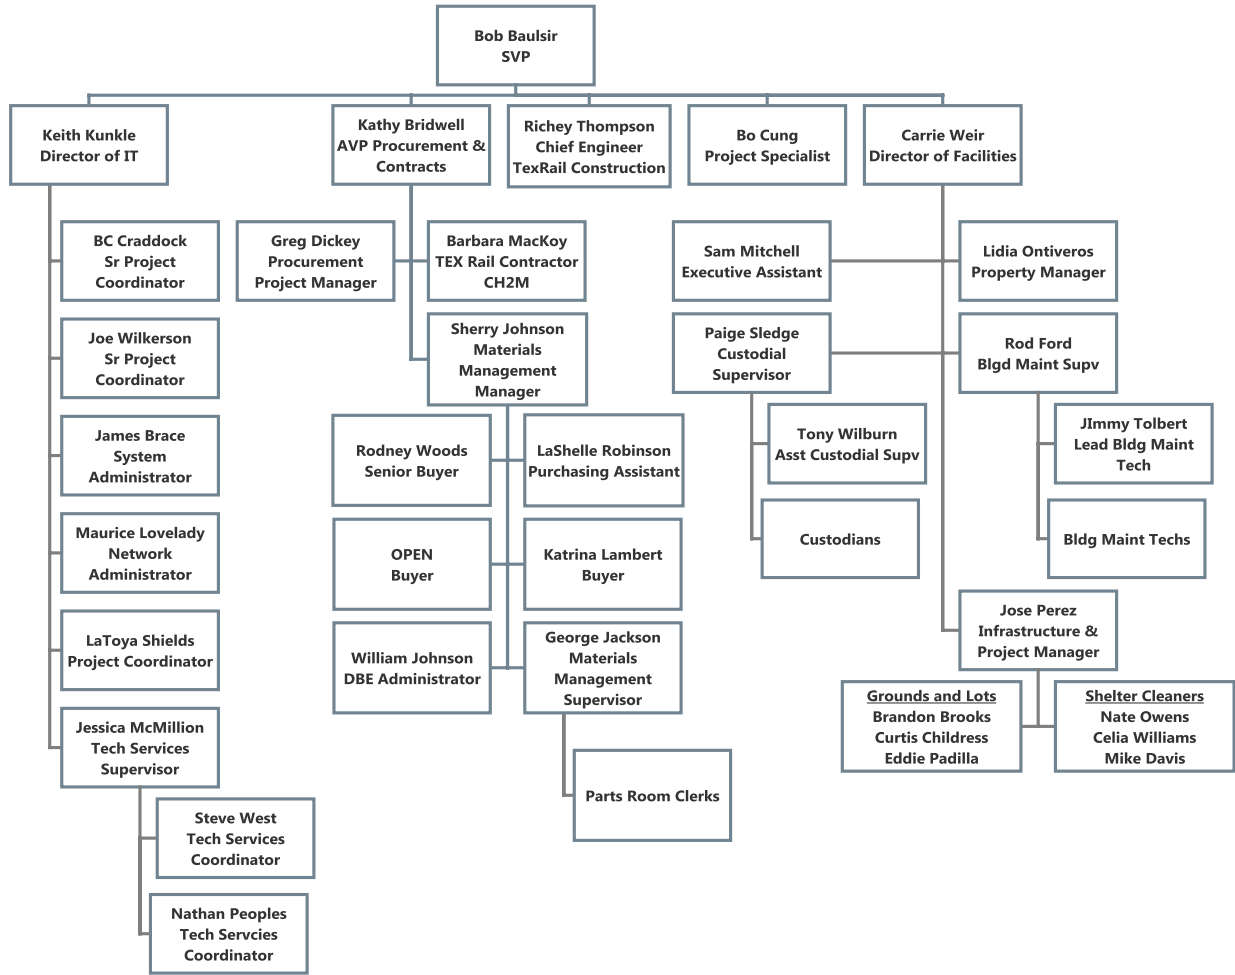 Bob Baulsir
SVP
Keith Kunkle
Director of IT
Kathy Bridwell
AVP Procurement &
Contracts
Richey Thompson
Chief Engineer
TexRail Construction
Bo Cung
Project Specialist
Carrie Weir
Director of Facilities
BC Craddock
Sr Project
Coordinator
Joe Wilkerson
Sr Project
Coordinator
James Brace
System
Administrator
Maurice Lovelady
Network
Administrator
LaToya Shields
Project Coordinator
Jessica McMillion
Tech Services
Supervisor
Steve West
Tech Services
Coordinator
Nathan Peoples
Tech Servcies
Coordinator
Greg Dickey
Procurement
Project Manager
Barbara MacKoy
TEX Rail Contractor
CH2M
Sherry Johnson
Materials
Management
Manager
Rodney Woods
Senior Buyer
LaShelle Robinson
Purchasing Assistant
OPEN
Buyer
Katrina Lambert
Buyer
William Johnson
DBE Administrator
George Jackson
Materials
Management
Supervisor
Parts Room Clerks
Sam Mitchell
Executive Assistant
Lidia Ontiveros
Property Manager
Paige Sledge
Custodial
Supervisor
Rod Ford
Blgd Maint Supv
Tony Wilburn
Asst Custodial Supv
Custodians
JImmy Tolbert
Lead Bldg Maint
Tech
Bldg Maint Techs
Jose Perez
Infrastructure &
Project Manager
Grounds and Lots
Brandon Brooks
Curtis Childress
Eddie Padilla
Shelter Cleaners
Nate Owens
Celia Williams
Mike Davis